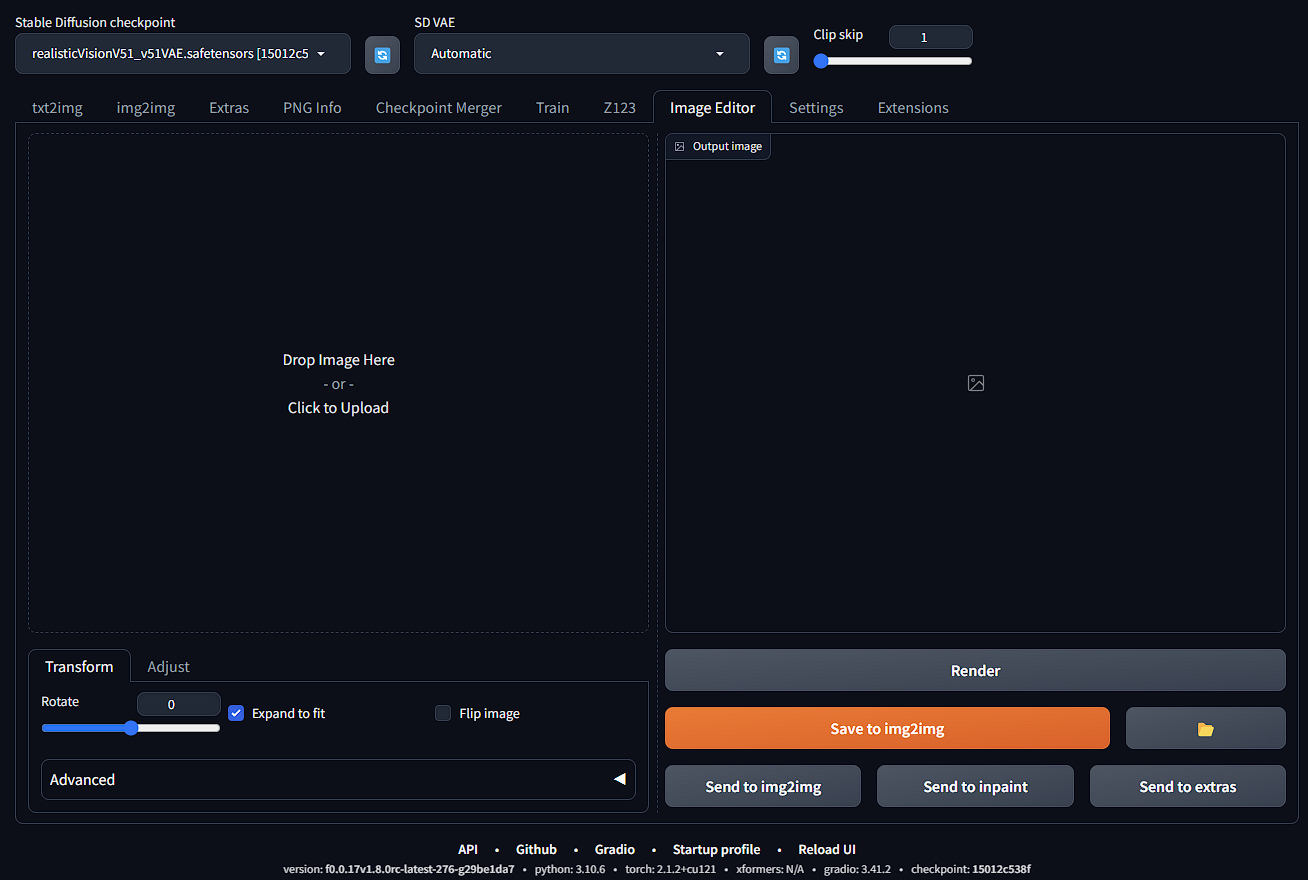 Stable Diffusion checkpoint
SD VAE
Clip skip
1
realisticVisionV51_v51VAE.safetensors [15012c5
Automatic
txt2img
img2img
Extras
PNG Info
Checkpoint Merger
Train
Z123
Image Editor
Settings
Extensions
Output image
Drop Image Here
- or -
Click to Upload
Transform
Adjust
Rotate
0
Expand to fit
Flip image
Advanced
Render
Save to img2img
Send to img2img
Send to inpaint
Send to extras
API • Github • Gradio • Startup profile • Reload UI
version: f0.0.17v1.8.0rc-latest-276-g29be1da7 • python: 3.10.6 • torch: 2.1.2+cu121 • xformers: N/A • gradio: 3.41.2 • checkpoint: 15012c538f